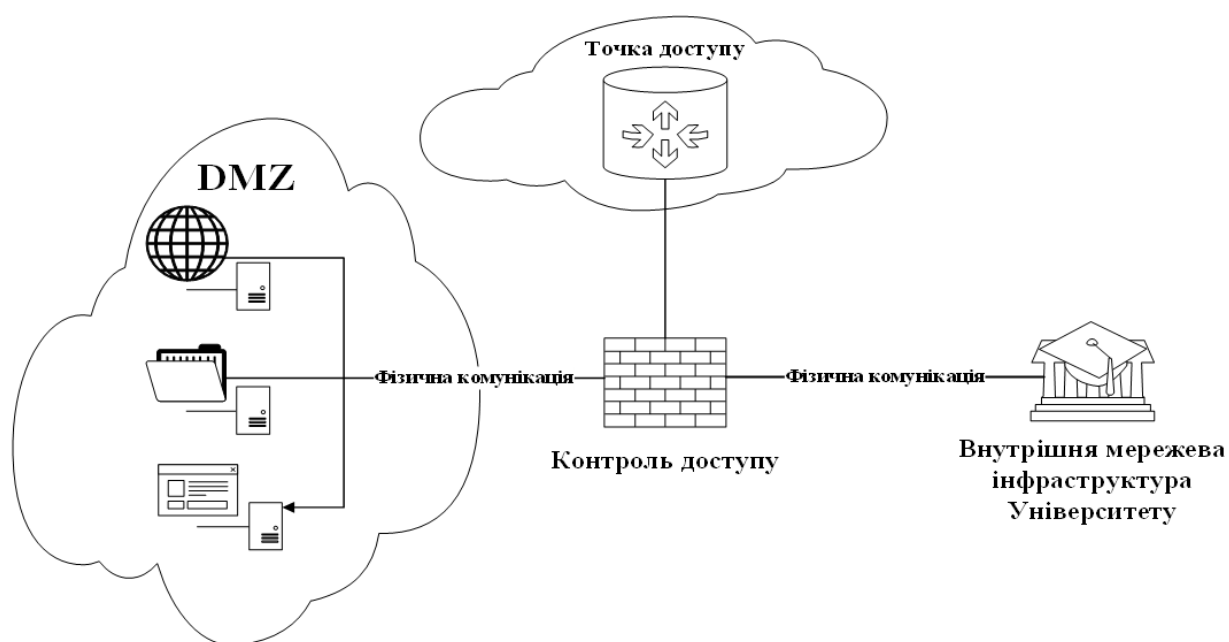 Точка доступу
DMZ
Фізична комунікація
Фізична комунікація
Контроль доступу
Внутрішня мережева
інфраструктура
Університету